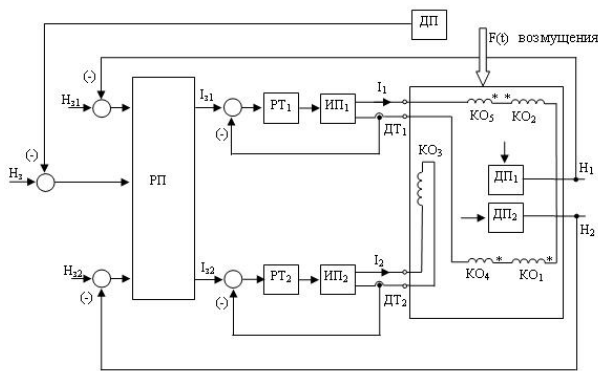 ДП
F(t) возмущения
(-)
Hз1
Iз1
РТ1
ИП1
I1
ДТ1
(-)
* *
КО5
КО2
(-)
Hз
РП
КО3
ДП1
H1
ДП2
H2
Hз2
(-)
Iз2
РТ2
ИП2
I2
ДТ2
(-)
* *
КО4
КО1